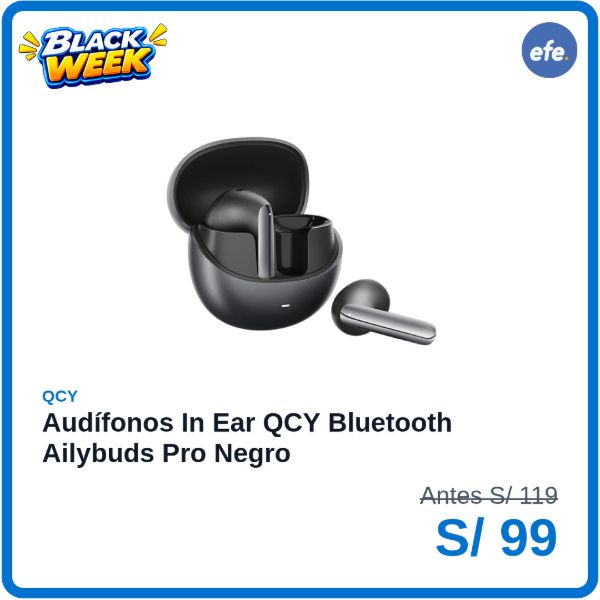 BLACK
WEEK
efe.
QCY
Audífonos In Ear QCY Bluetooth
Ailybuds Pro Negro
Antes S/ 119
S/ 99